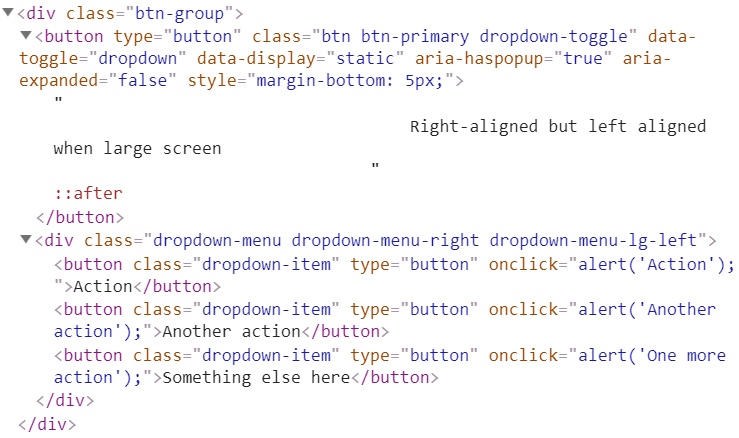 ▼<div class="btn-group">
▼<button type="button" class="btn btn-primary dropdown-toggle" data-
toggle="dropdown" data-display="static" aria-haspopup="true" aria-
expanded="false" style="margin-bottom: 5px;">
"
Right-aligned but left aligned
when large screen
"
::after
</button>
▼<div class="dropdown-menu dropdown-menu-right dropdown-menu-lg-left">
<button class="dropdown-item" type="button" onclick="alert('Action');
">Action</button>
<button class="dropdown-item" type="button" onclick="alert('Another
action');">Another action</button>
<button class="dropdown-item" type="button" onclick="alert('One more
action');">Something else here</button>
</div>
</div>